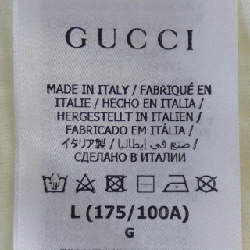 GUCCI
MADE IN ITALY / FABRIQUÉ EN
ITALIE / HECHO EN ITALIA /
HERGESTELLT IN ITALIEN /
FABRICADO EM ITÁLIA /
イタリア製 / صنع في إيطاليا /
СДЕЛАНО В ИТАЛИИ
L (175/100A)
G